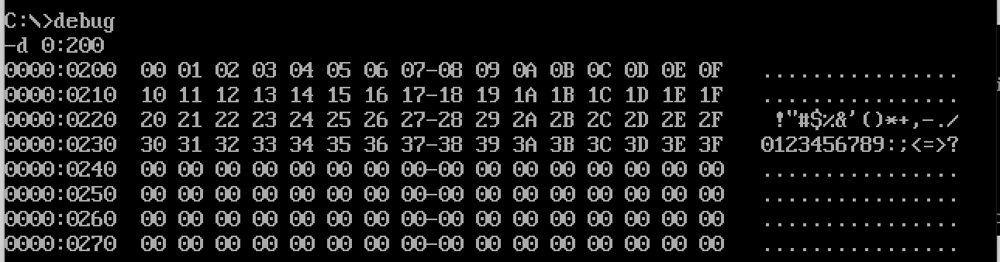 C:\>debug
-d 0:200
0000:0200  00 01 02 03 04 05 06 07-08 09 0A 0B 0C 0D 0E 0F   ................
0000:0210  10 11 12 13 14 15 16 17-18 19 1A 1B 1C 1D 1E 1F   ................
0000:0220  20 21 22 23 24 25 26 27-28 29 2A 2B 2C 2D 2E 2F    !"#$%&'()*+,-./
0000:0230  30 31 32 33 34 35 36 37-38 39 3A 3B 3C 3D 3E 3F   0123456789:;<=>?
0000:0240  00 00 00 00 00 00 00 00-00 00 00 00 00 00 00 00   ................
0000:0250  00 00 00 00 00 00 00 00-00 00 00 00 00 00 00 00   ................
0000:0260  00 00 00 00 00 00 00 00-00 00 00 00 00 00 00 00   ................
0000:0270  00 00 00 00 00 00 00 00-00 00 00 00 00 00 00 00   ................